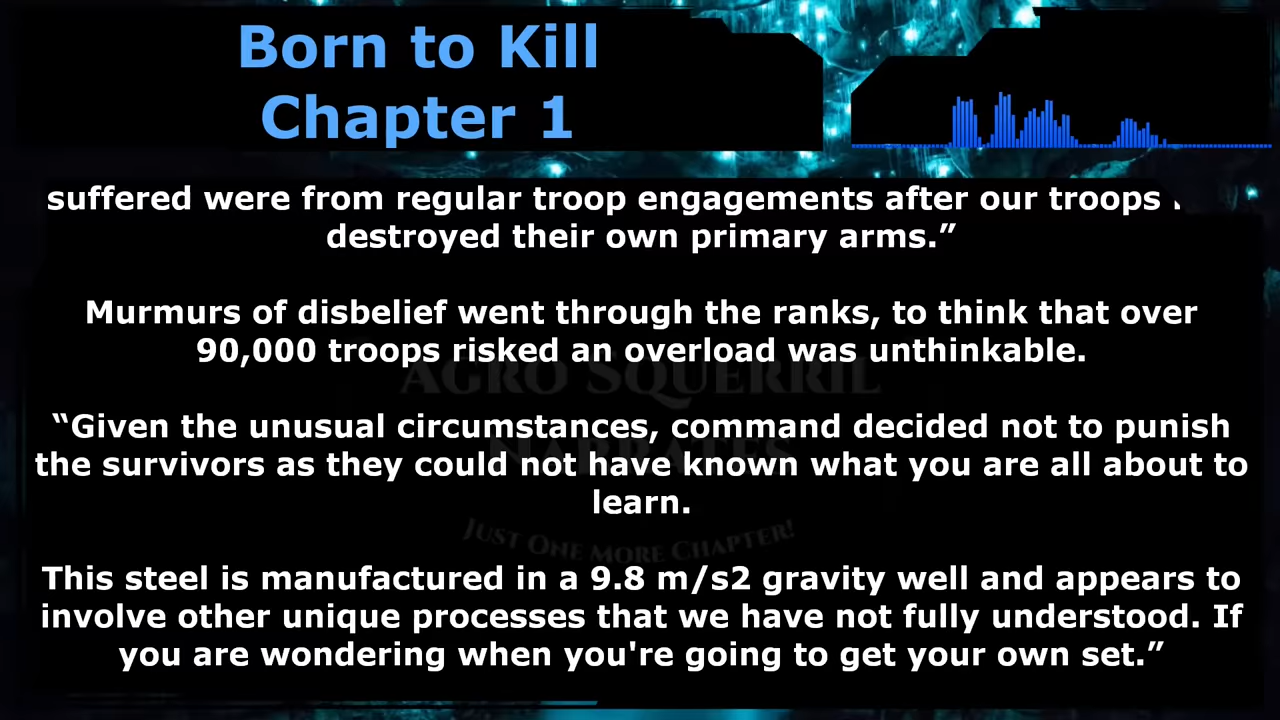 Born to Kill
Chapter 1
suffered were from regular troop engagements after our troops
destroyed their own primary arms.”
Murmurs of disbelief went through the ranks, to think that over
90,000 troops risked an overload was unthinkable.
AGRO SQUERRIL
NARRATES
“Given the unusual circumstances, command decided not to punish
the survivors as they could not have known what you are all about to
learn.
JUST ONE MORE CHAPTER!
This steel is manufactured in a 9.8 m/s2 gravity well and appears to
involve other unique processes that we have not fully understood. If
you are wondering when you're going to get your own set.”